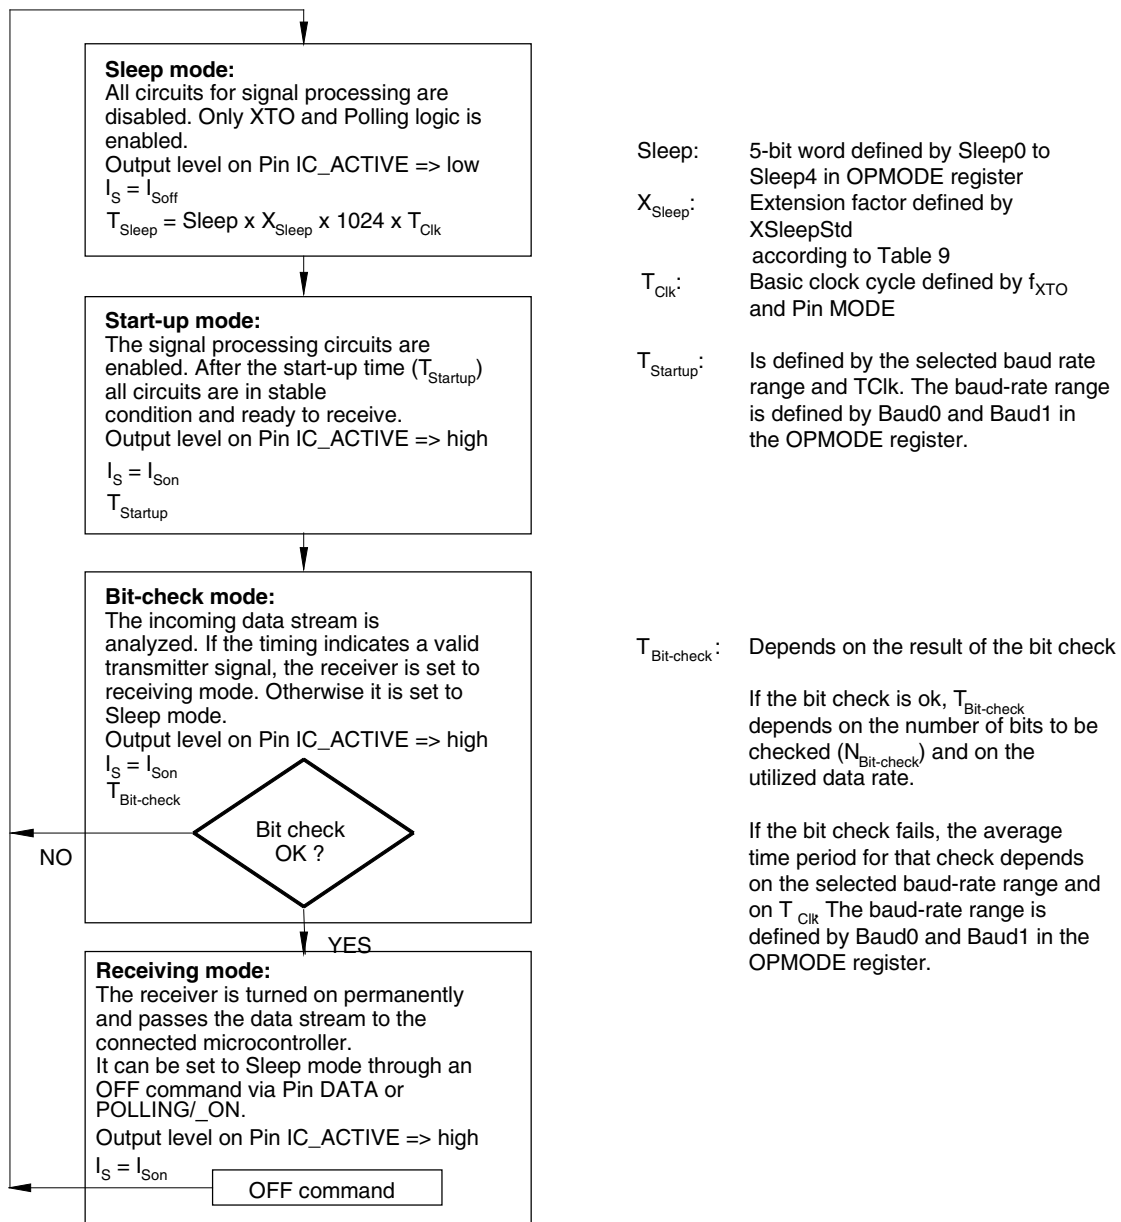 Sleep mode:
All circuits for signal processing are
disabled. Only XTO and Polling logic is
enabled.
Output level on Pin IC_ACTIVE => low
I_S = I_Soff
T_Sleep = Sleep x X_Sleep x 1024 x T_Clk
Start-up mode:
The signal processing circuits are
enabled. After the start-up time (T_Startup)
all circuits are in stable
condition and ready to receive.
Output level on Pin IC_ACTIVE => high
I_S = I_Son
T_Startup
Bit-check mode:
The incoming data stream is
analyzed. If the timing indicates a valid
transmitter signal, the receiver is set to
receiving mode. Otherwise it is set to
Sleep mode.
Output level on Pin IC_ACTIVE => high
I_S = I_Son
T_Bit-check
Bit check
OK ?
NO
YES
Receiving mode:
The receiver is turned on permanently
and passes the data stream to the
connected microcontroller.
It can be set to Sleep mode through an
OFF command via Pin DATA or
POLLING/_ON.
Output level on Pin IC_ACTIVE => high
I_S = I_Son
OFF command
Sleep: 5-bit word defined by Sleep0 to
Sleep4 in OPMODE register
X_Sleep: Extension factor defined by
XSleepStd
according to Table 9
T_Clk: Basic clock cycle defined by f_XTO
and Pin MODE
T_Startup: Is defined by the selected baud rate
range and TClk. The baud-rate range
is defined by Baud0 and Baud1 in
the OPMODE register.
T_Bit-check: Depends on the result of the bit check
If the bit check is ok, T_Bit-check
depends on the number of bits to be
checked (N_Bit-check) and on the
utilized data rate.
If the bit check fails, the average
time period for that check depends
on the selected baud-rate range and
on T_Clk. The baud-rate range is
defined by Baud0 and Baud1 in the
OPMODE register.